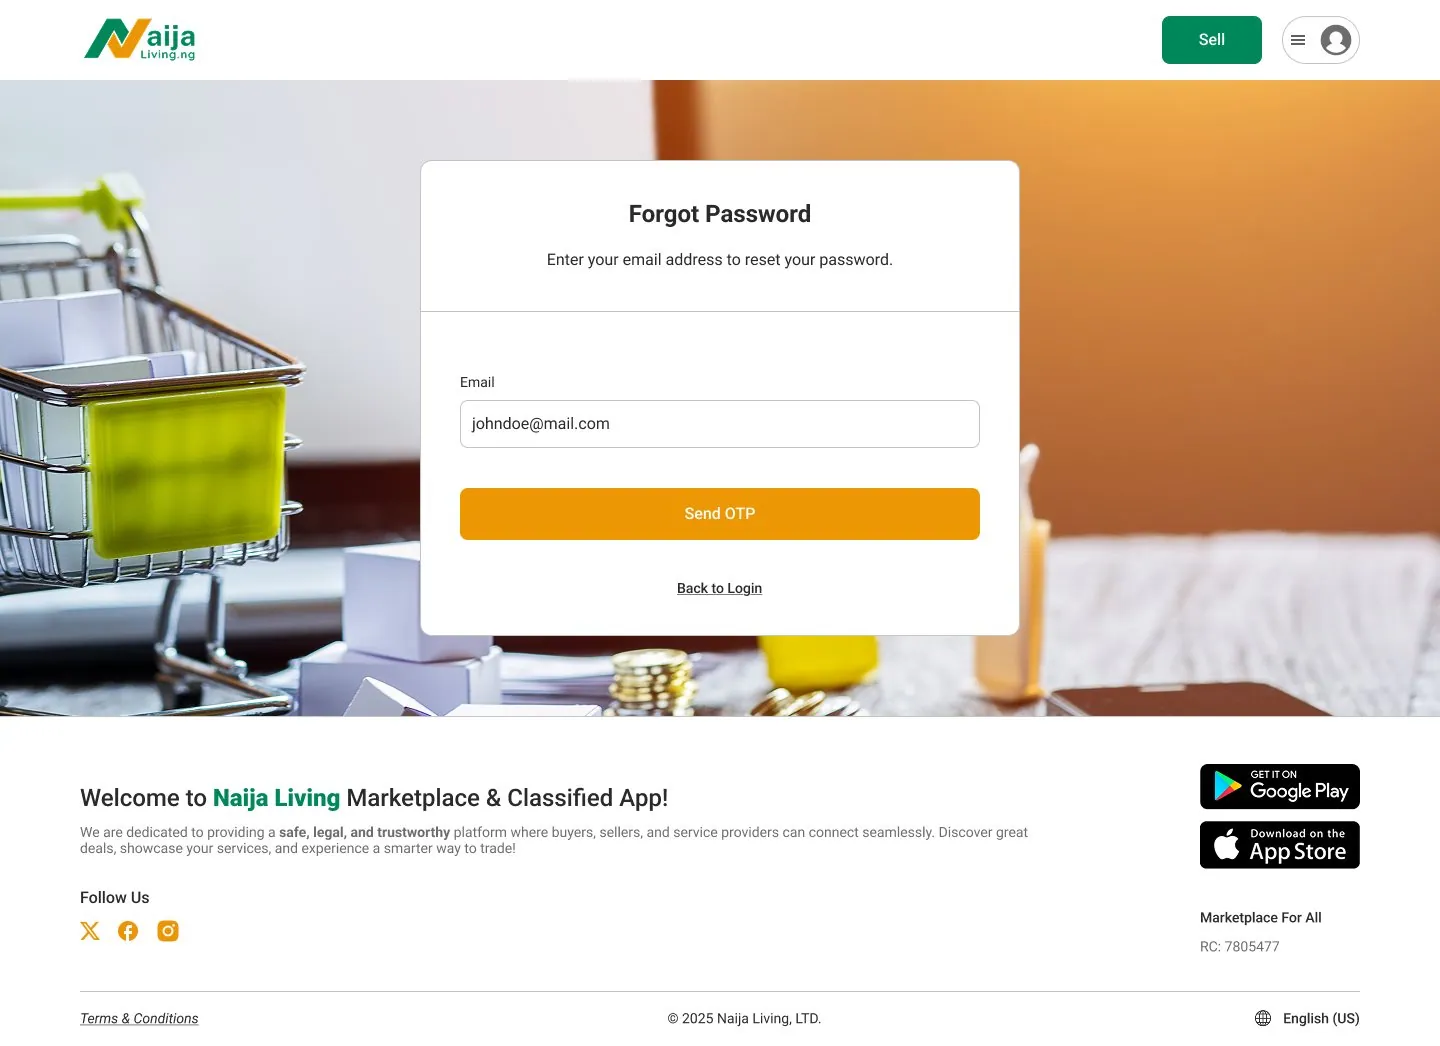 Naija
Living.ng
Sell
Forgot Password
Enter your email address to reset your password.
Email
johndoe@mail.com
Send OTP
Back to Login
Welcome to Naija Living Marketplace & Classified App!
We are dedicated to providing a safe, legal, and trustworthy platform where buyers, sellers, and service providers can connect seamlessly. Discover great
deals, showcase your services, and experience a smarter way to trade!
Follow Us
GET IT ON
Google Play
Download on the
App Store
Marketplace For All
RC: 7805477
Terms & Conditions
© 2025 Naija Living, LTD.
English (US)